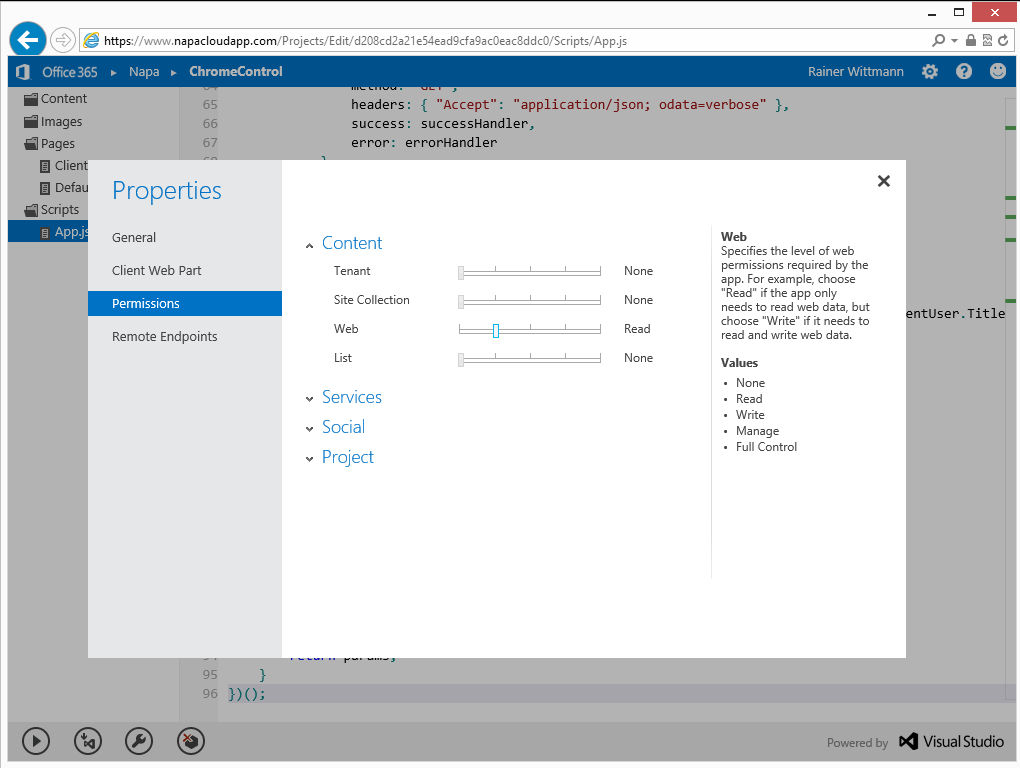 https://www.napacloudapp.com/Projects/Edit/d208cd2a21e54ead9cfa9ac0eac8ddc0/Scripts/App.js
Office 365 ▸ Napa ▸ ChromeControl
Rainer Wittmann
Content
Images
Pages
Client
Defau
Scripts
App.js
65 headers: { "Accept": "application/json; odata=verbose" },
66 success: successHandler,
67 error: errorHandler
entUser.Title
Properties
General
Client Web Part
Permissions
Remote Endpoints
Content
Tenant None
Site Collection None
Web Read
List None
Services
Social
Project
Web
Specifies the level of web
permissions required by the
app. For example, choose
"Read" if the app only
needs to read web data, but
choose "Write" if it needs to
read and write web data.
Values
• None
• Read
• Write
• Manage
• Full Control
95 }
96 })();
Powered by Visual Studio